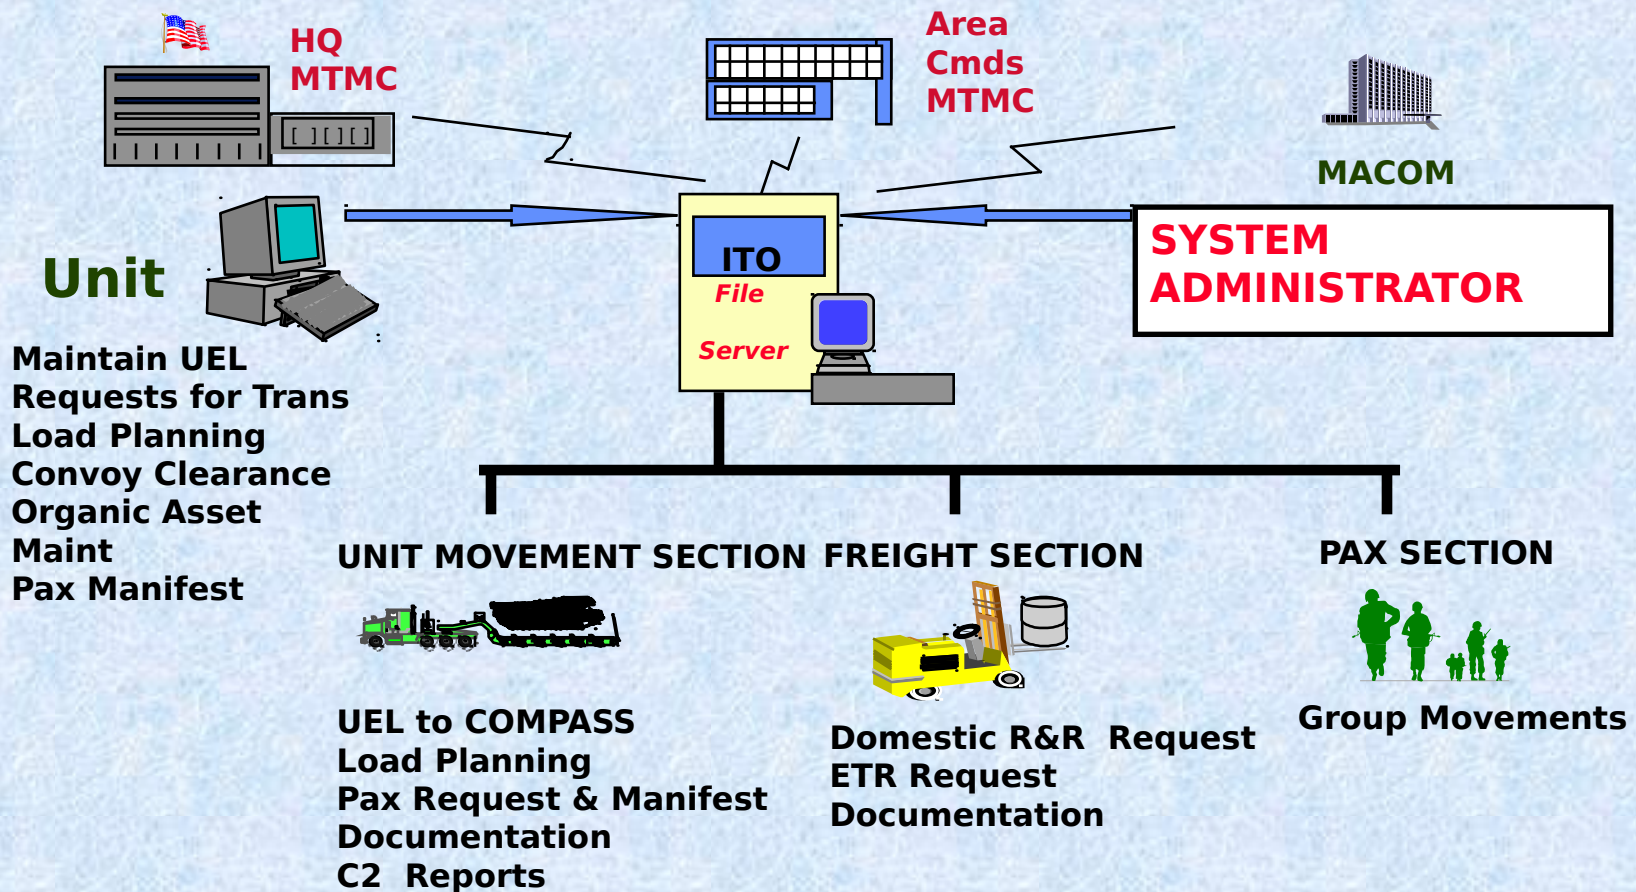 HQ
MTMC
Area
Cmds
MTMC
MACOM
[ ] [ ] [ ]
Unit
ITO
File
Server
SYSTEM
ADMINISTRATOR
Maintain UEL
Requests for Trans
Load Planning
Convoy Clearance
Organic Asset
Maint
Pax Manifest
UNIT MOVEMENT SECTION
UEL to COMPASS
Load Planning
Pax Request & Manifest
Documentation
C2 Reports
FREIGHT SECTION
Domestic R&R Request
ETR Request
Documentation
PAX SECTION
Group Movements